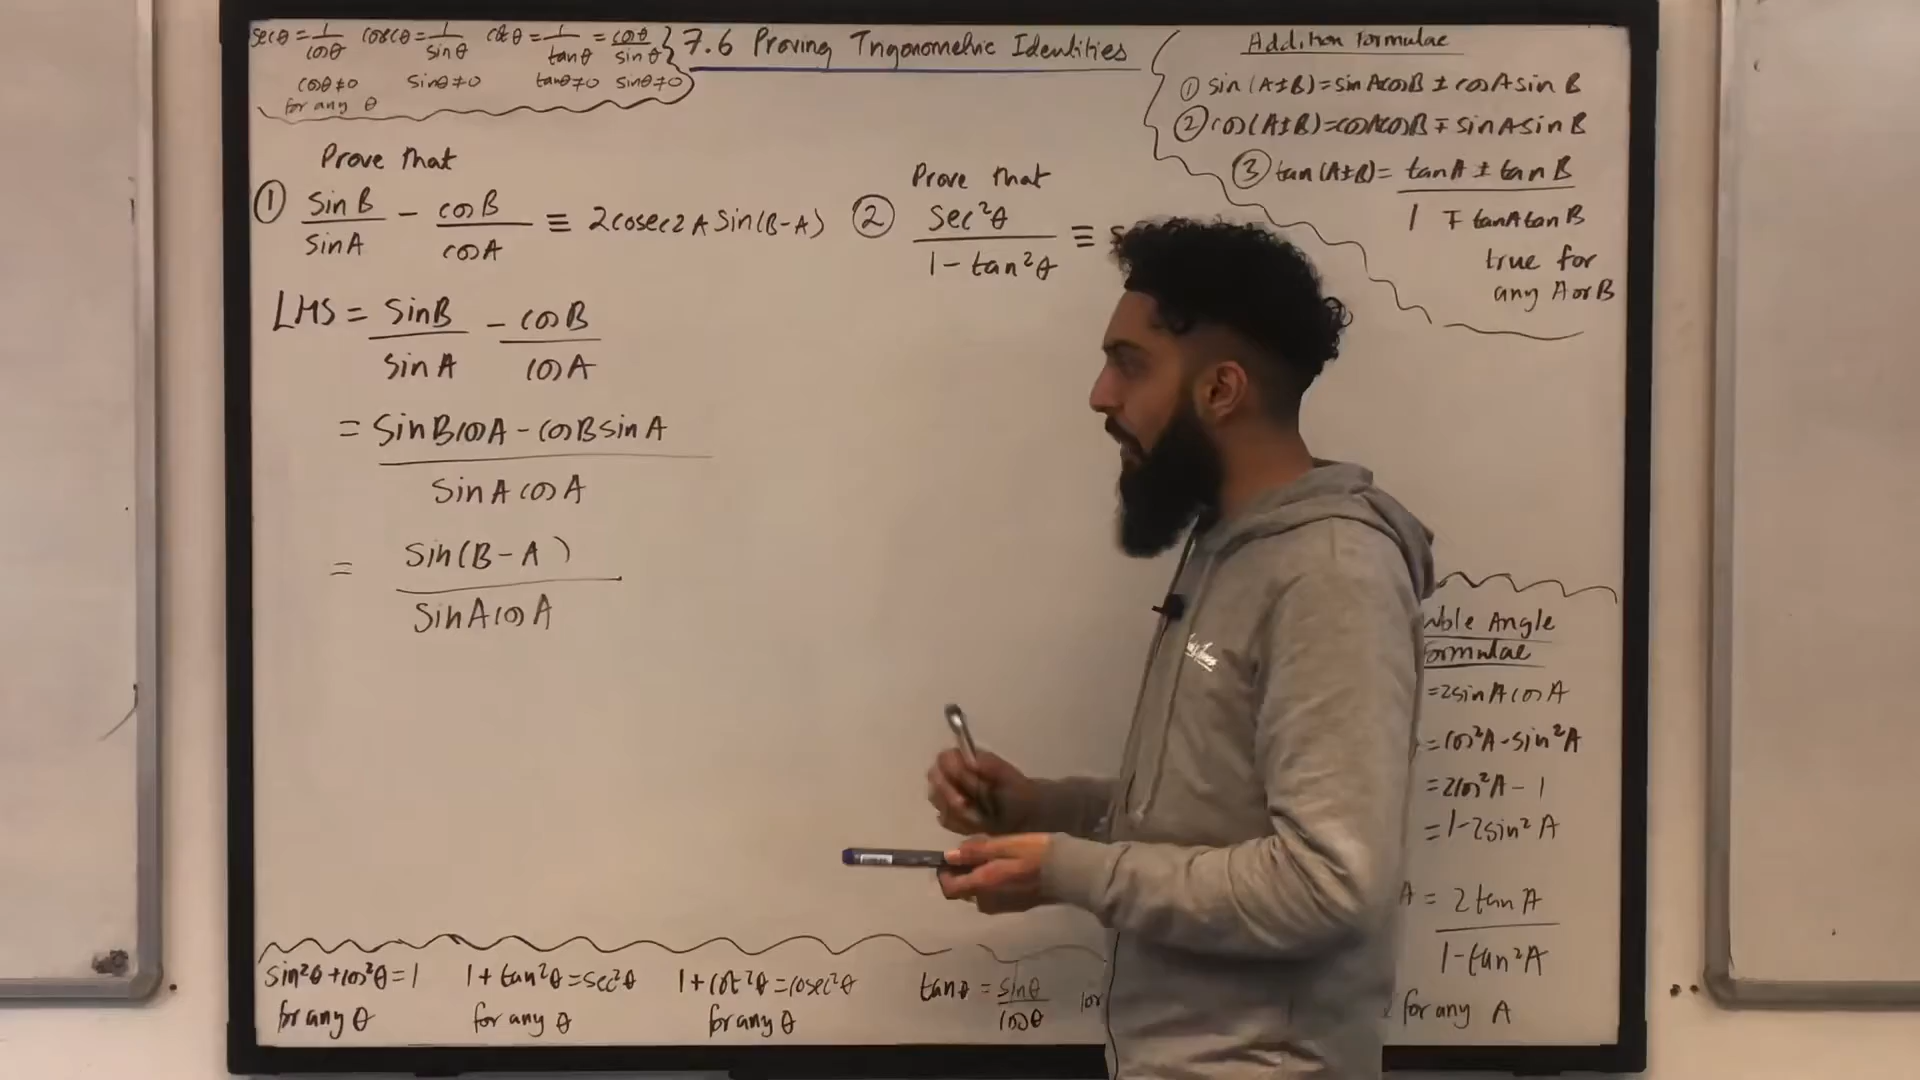 secθ = 1/cosθ cosecθ = 1/sinθ cotθ = 1/tanθ = cosθ/sinθ
cosθ≠0 sinθ≠0 tanθ≠0 sinθ≠0
for any θ
7.6 Proving Trigonometric Identities
Addition Formulae
① sin(A±B)=sinAcosB ± cosAsinB
② cos(A±B)=cosAcosB ∓ sinAsinB
③ tan(A±B)= tanA ± tanB / 1 ∓ tanAtanB
true for
any A or B
Prove that
① sinB/sinA - cosB/cosA ≡ 2cosec2A sin(B-A)
LHS = sinB/sinA - cosB/cosA
= sinBcosA - cosBsinA / sinAcosA
= sin(B-A) / sinAcosA
Prove that
② sec²θ / 1-tan²θ ≡
Angle
=2sinAcosA
=cos²A-sin²A
=2cos²A-1
=1-2sin²A
A = 2tanA / 1-tan²A
for any A
sin²θ+cos²θ=1 1+tan²θ=sec²θ 1+cot²θ=cosec²θ tanθ = sinθ/cosθ
for any θ for any θ for any θ